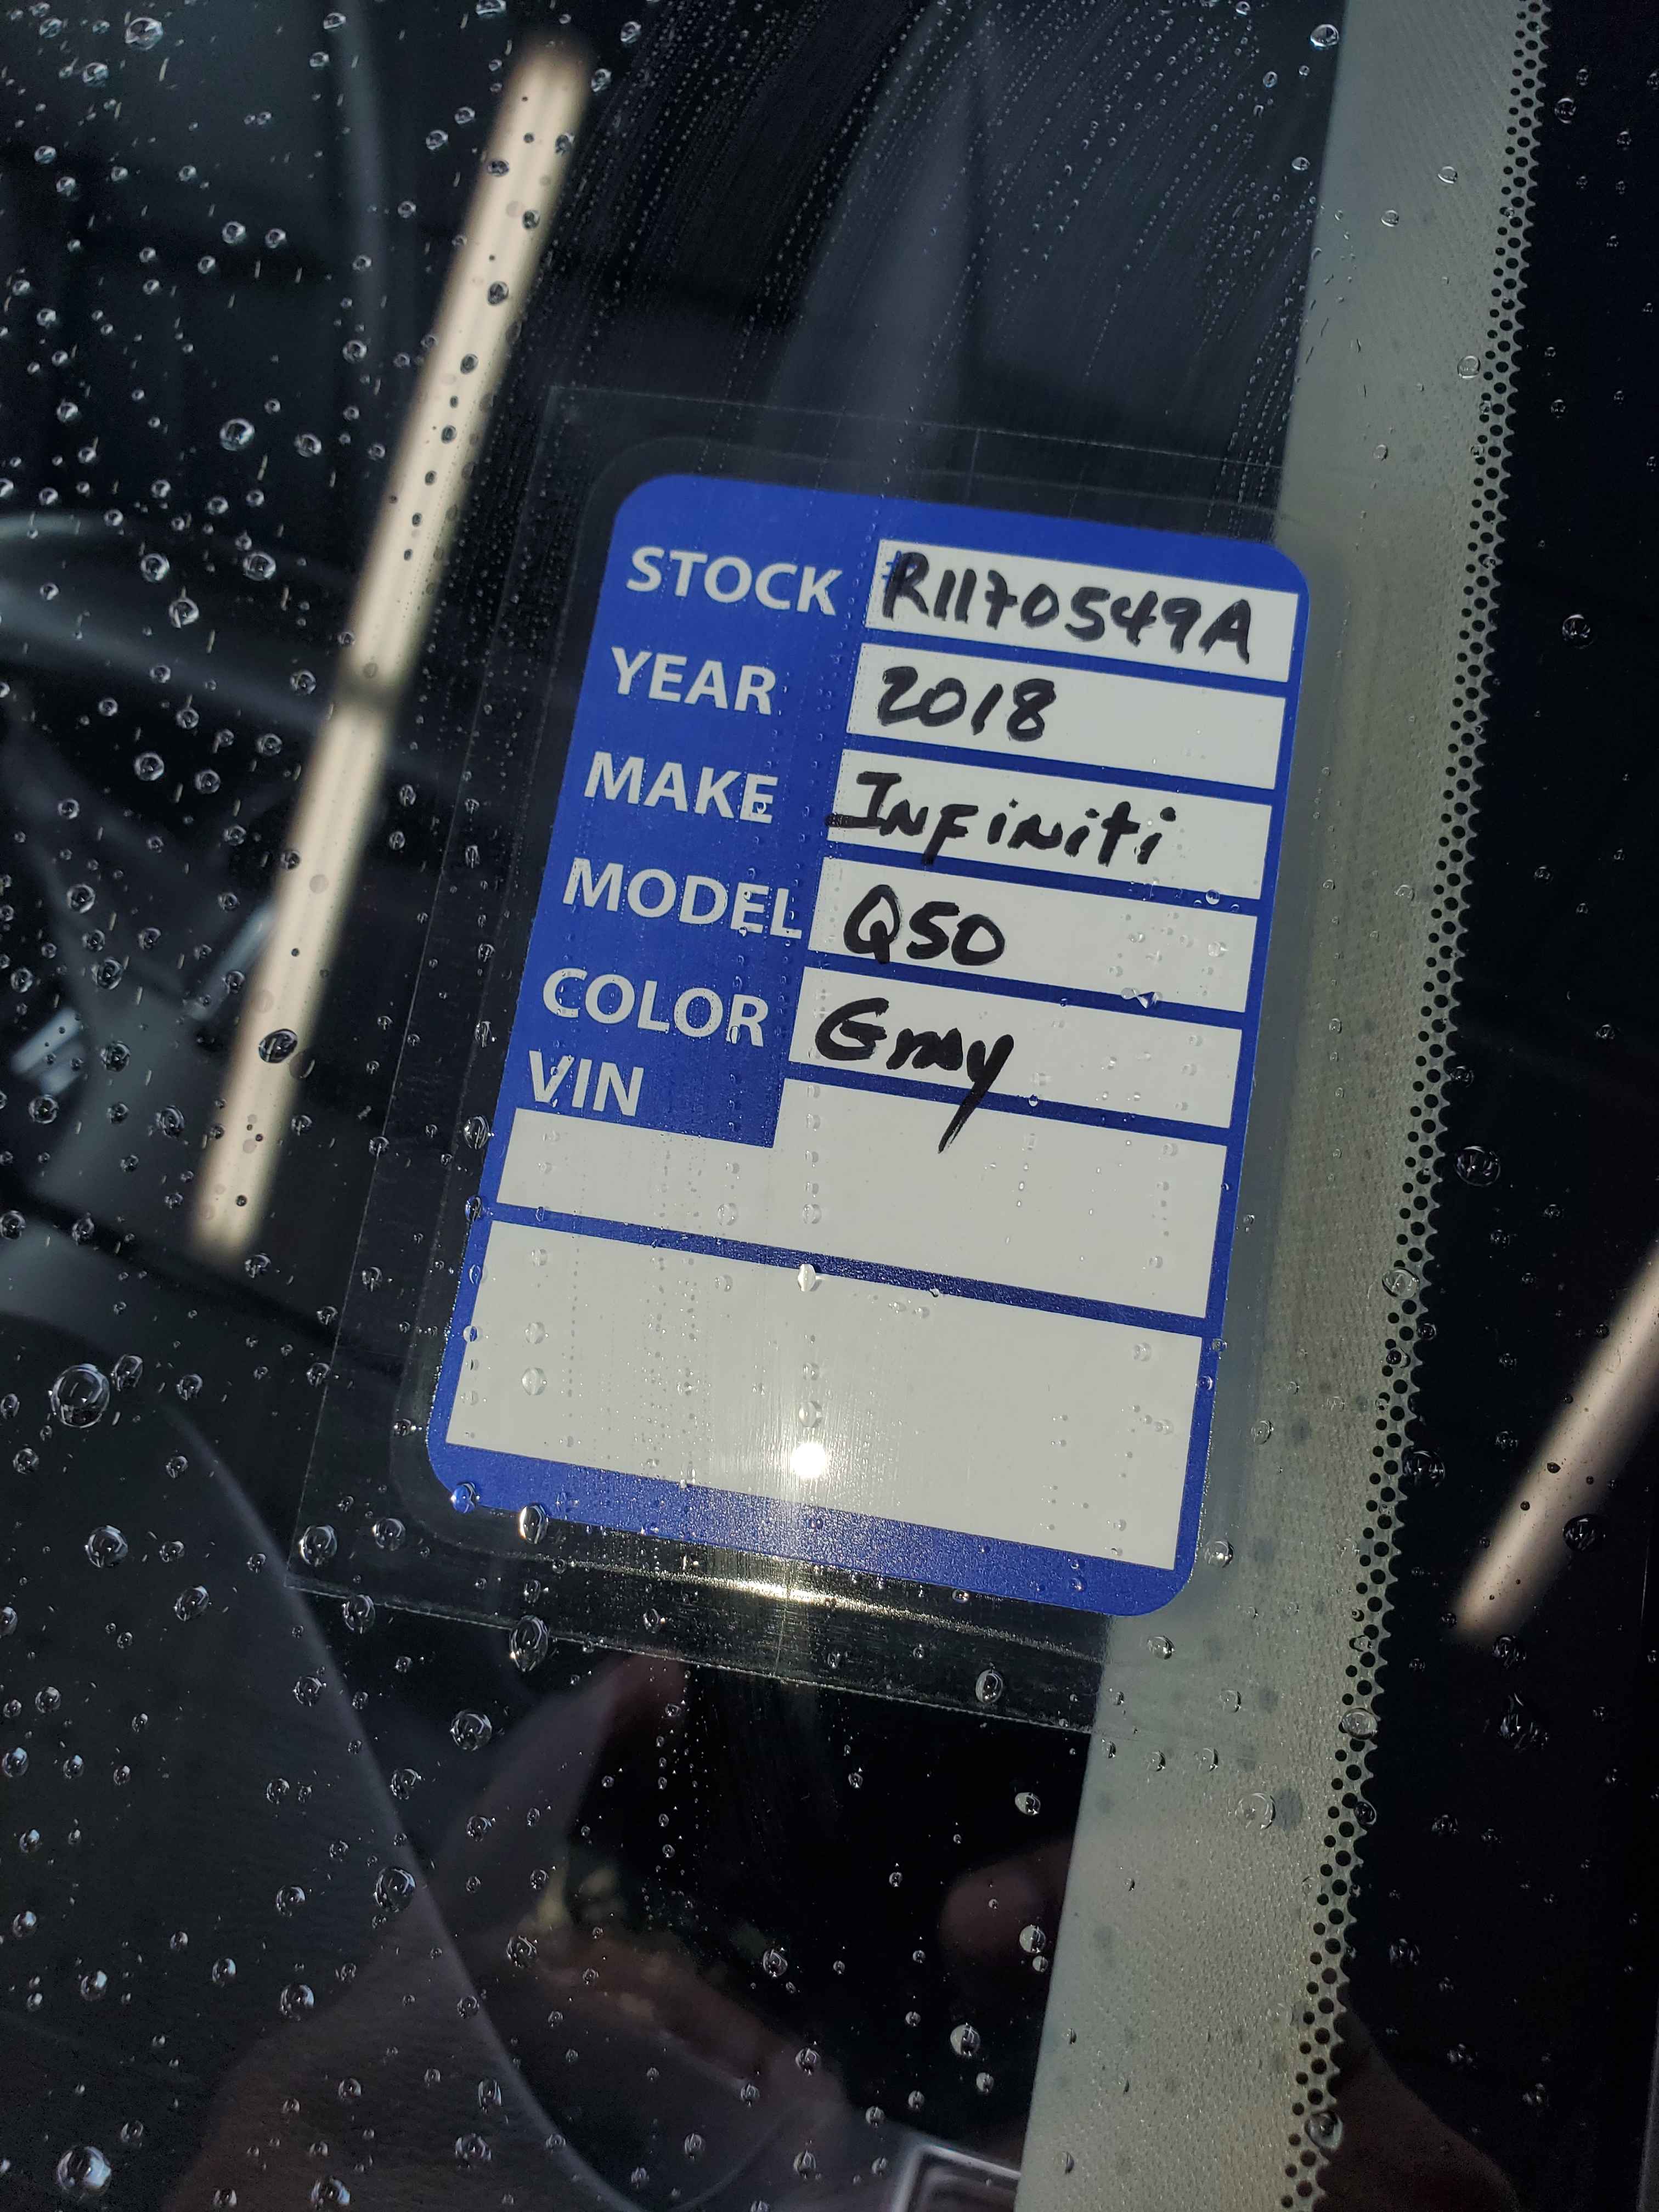 STOCK R1170549A
YEAR 2018
MAKE Infiniti
MODEL Q50
COLOR Gray
VIN